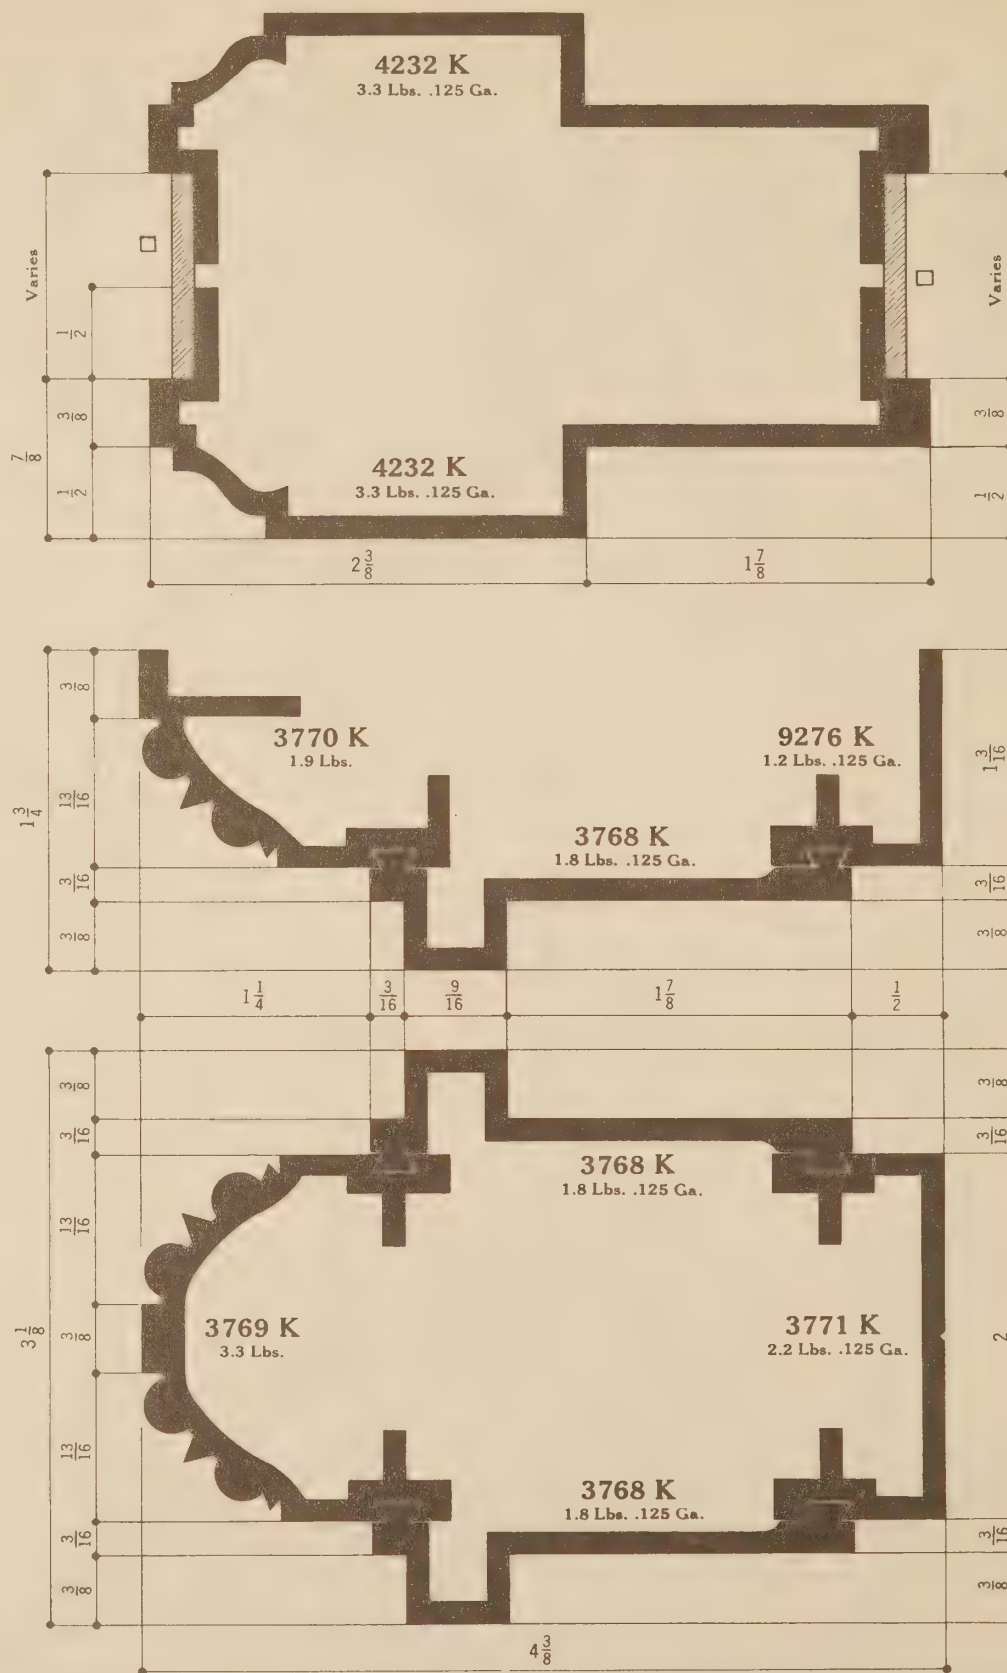 4232 K
3.3 Lbs. .125 Ga.
Varies
Varies
1/2
3/8
3/8
7/8
1/2
1/2
4232 K
3.3 Lbs. .125 Ga.
2 3/8
1 7/8
3/8
3770 K
1.9 Lbs.
9276 K
1.2 Lbs. .125 Ga.
1 3/16
1 3/4
13/16
3768 K
1.8 Lbs. .125 Ga.
3/16
3/16
3/8
3/8
1 1/4
3/16
9/16
1 7/8
1/2
3/8
3/8
3/16
3/16
3768 K
1.8 Lbs. .125 Ga.
13/16
3 1/8
3/8
3769 K
3.3 Lbs.
3771 K
2.2 Lbs. .125 Ga.
2
13/16
3768 K
1.8 Lbs. .125 Ga.
3/16
3/16
3/8
3/8
4 3/8